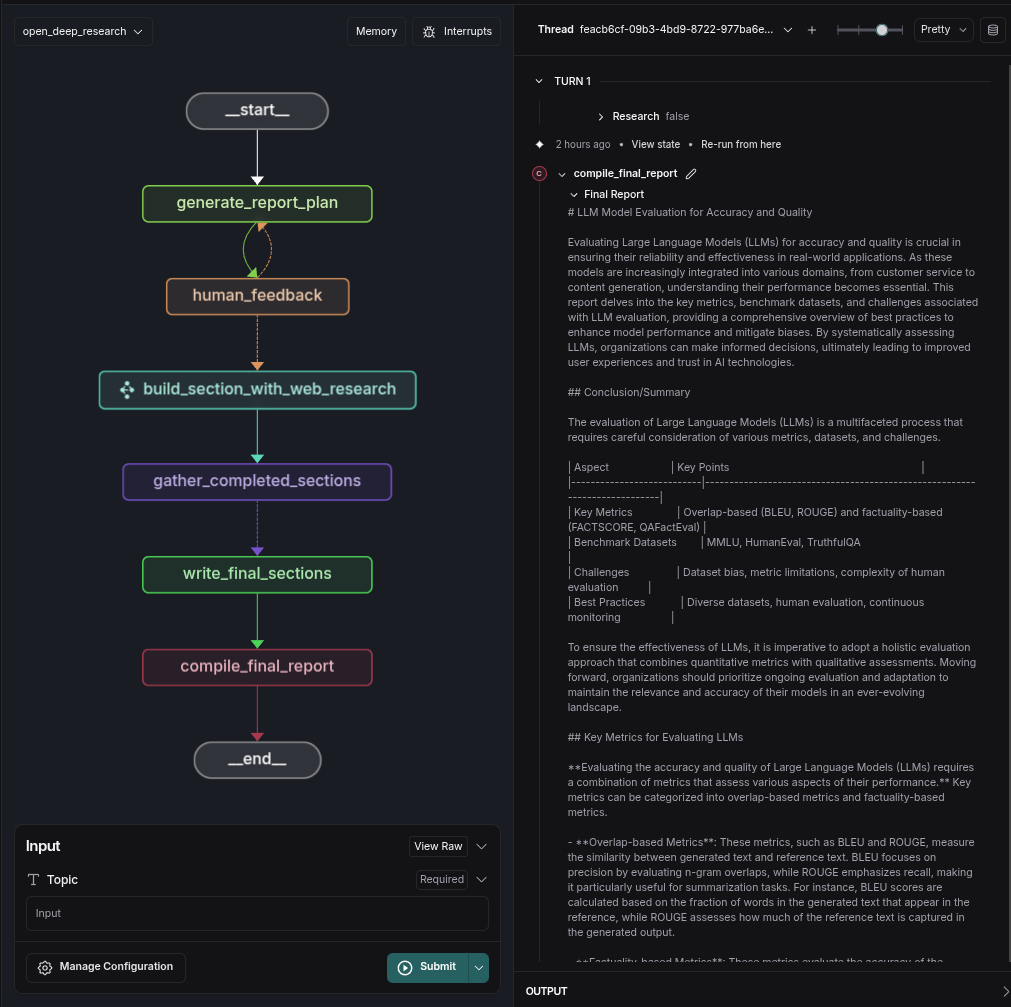 open_deep_research
Memory
Interrupts
__start__
generate_report_plan
human_feedback
build_section_with_web_research
gather_completed_sections
write_final_sections
compile_final_report
__end__
Input
View Raw
Topic
Required
Input
Manage Configuration
Submit
Thread feacb6cf-09b3-4bd9-8722-977ba6e...
Pretty
TURN 1
Research false
2 hours ago • View state • Re-run from here
C compile_final_report
Final Report
# LLM Model Evaluation for Accuracy and Quality
Evaluating Large Language Models (LLMs) for accuracy and quality is crucial in
ensuring their reliability and effectiveness in real-world applications. As these
models are increasingly integrated into various domains, from customer service to
content generation, understanding their performance becomes essential. This
report delves into the key metrics, benchmark datasets, and challenges associated
with LLM evaluation, providing a comprehensive overview of best practices to
enhance model performance and mitigate biases. By systematically assessing
LLMs, organizations can make informed decisions, ultimately leading to improved
user experiences and trust in AI technologies.
## Conclusion/Summary
The evaluation of Large Language Models (LLMs) is a multifaceted process that
requires careful consideration of various metrics, datasets, and challenges.
| Aspect | Key Points |
|--------------------------|------------------------------------------------------
-------------------|
| Key Metrics | Overlap-based (BLEU, ROUGE) and factuality-based
(FACTSCORE, QAFactEval) |
| Benchmark Datasets | MMLU, HumanEval, TruthfulQA
|
| Challenges | Dataset bias, metric limitations, complexity of human
evaluation |
| Best Practices | Diverse datasets, human evaluation, continuous
monitoring |
To ensure the effectiveness of LLMs, it is imperative to adopt a holistic evaluation
approach that combines quantitative metrics with qualitative assessments. Moving
forward, organizations should prioritize ongoing evaluation and adaptation to
maintain the relevance and accuracy of their models in an ever-evolving
landscape.
## Key Metrics for Evaluating LLMs
**Evaluating the accuracy and quality of Large Language Models (LLMs) requires
a combination of metrics that assess various aspects of their performance.** Key
metrics can be categorized into overlap-based metrics and factuality-based
metrics.
- **Overlap-based Metrics**: These metrics, such as BLEU and ROUGE, measure
the similarity between generated text and reference text. BLEU focuses on
precision by evaluating n-gram overlaps, while ROUGE emphasizes recall, making
it particularly useful for summarization tasks. For instance, BLEU scores are
calculated based on the fraction of words in the generated text that appear in the
reference, while ROUGE assesses how much of the reference text is captured in
the generated output.
- **Factuality-based Metrics**: These metrics evaluate the accuracy of the
OUTPUT